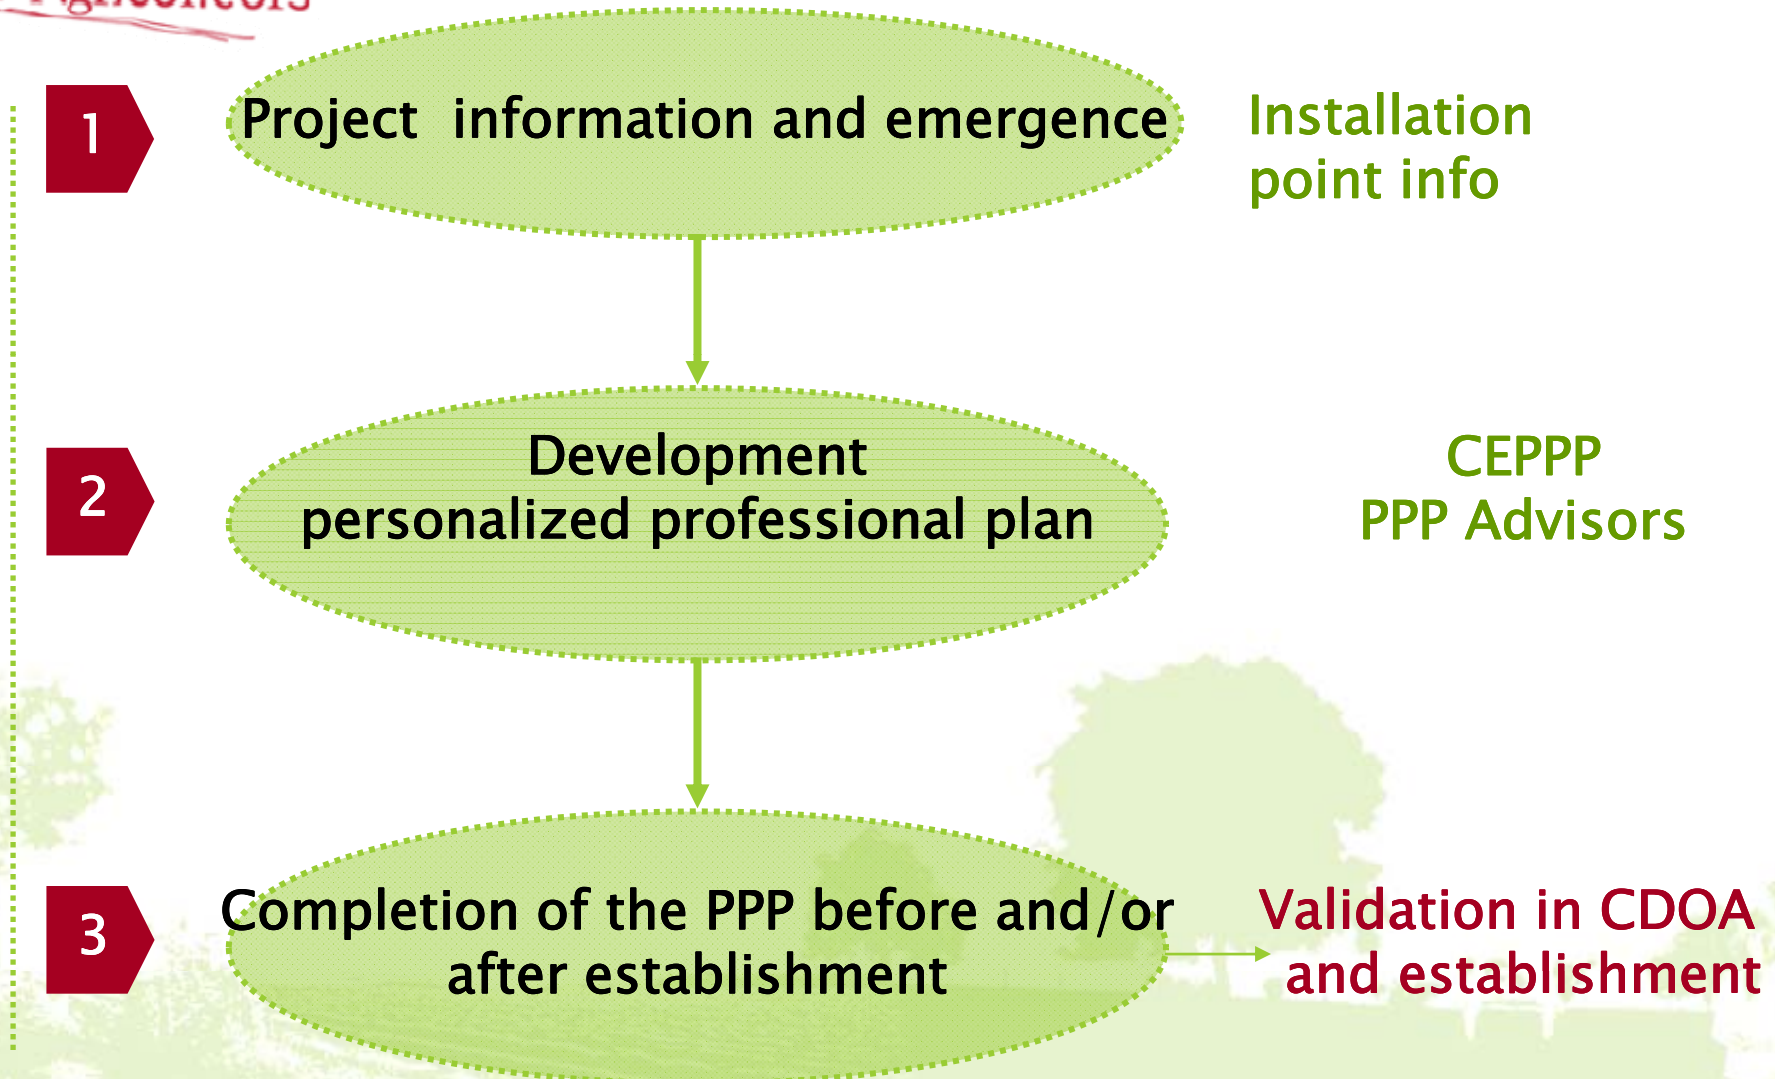 1
Project  information and emergence
Installation
point info
2
Development
personalized professional plan
CEPPP
PPP Advisors
3
Completion of the PPP before and/or
after establishment
Validation in CDOA
and establishment